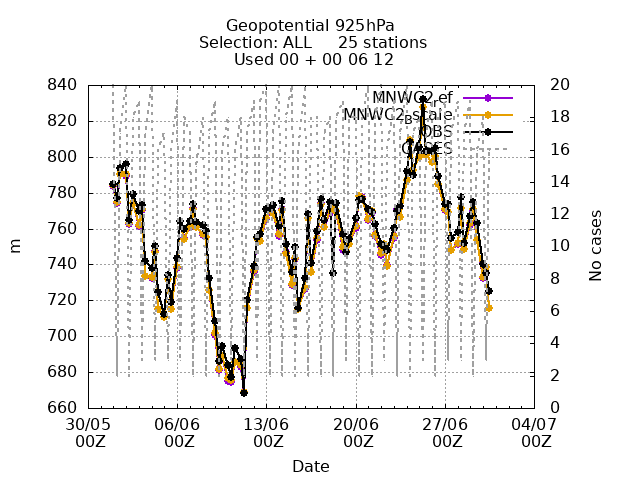 Geopotential 925hPa
Selection: ALL 25 stations
Used 00 + 00 06 12
MNWC2_ref
MNWC2_Bscale
OBS
CASES
840
820
800
780
760
740
720
700
680
660
m
20
18
16
14
12
10
8
6
4
2
0
No cases
30/05 06/06 13/06 20/06 27/06 04/07
00Z 00Z 00Z 00Z 00Z 00Z
Date